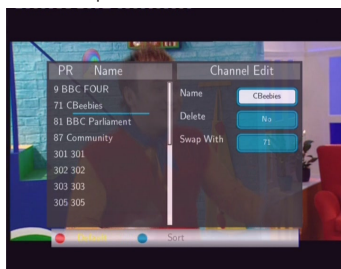 PR Name
9 BBC FOUR
71 CBeebies
81 BBC Parliament
87 Community
301 301
302 302
303 303
305 305
Channel Edit
Name CBeebies
Delete No
Swap With 71
Sort